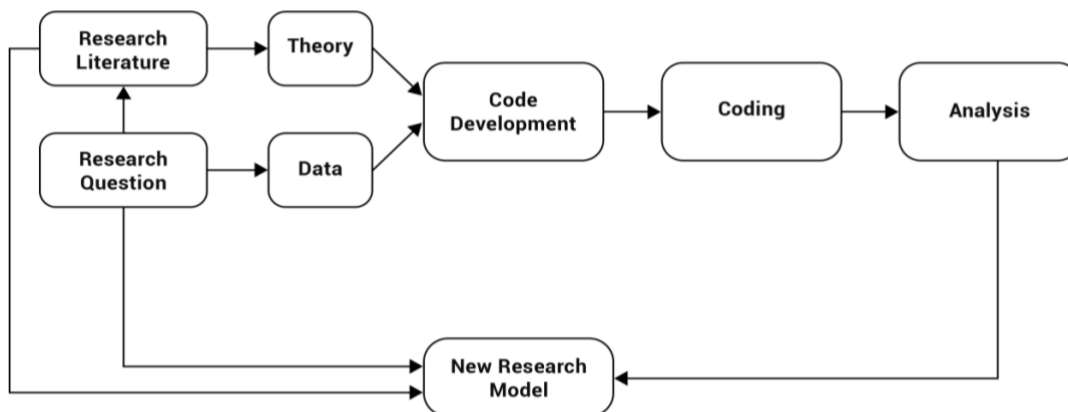 Research
Literature
Theory
Code
Development
Coding
Analysis
Research
Question
Data
New Research
Model